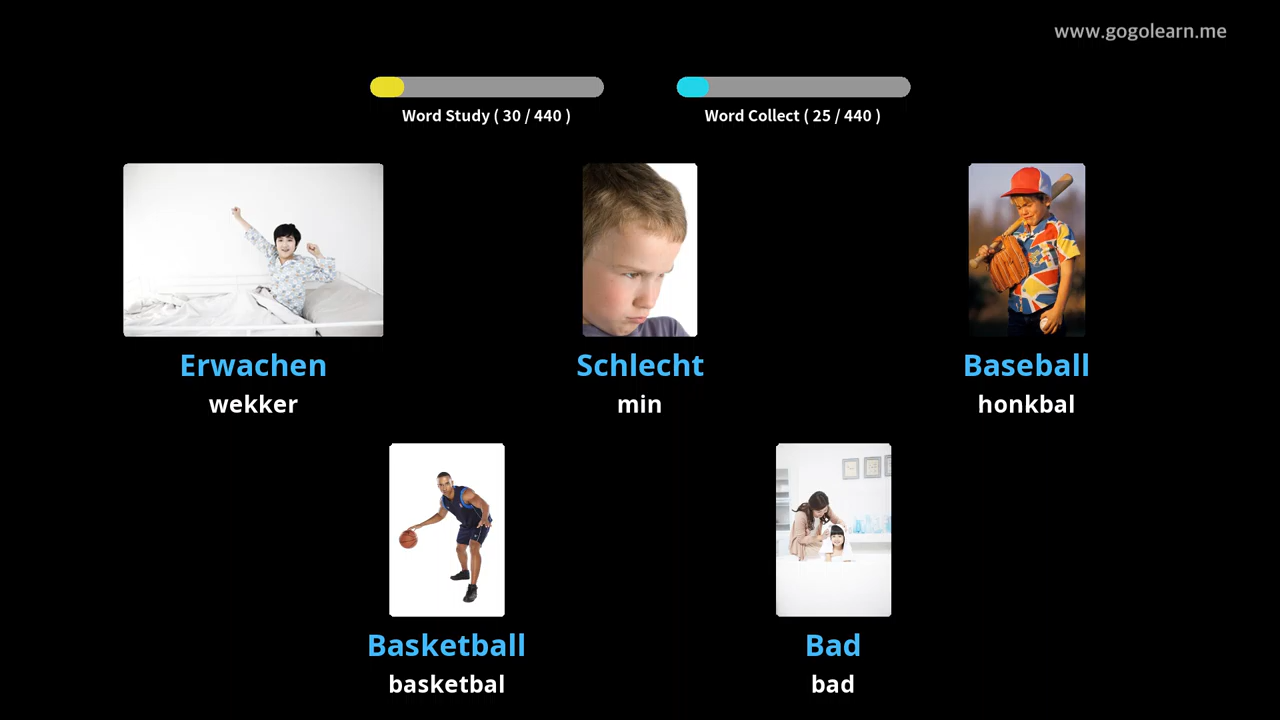 www.gogolearn.me
Word Study ( 30 / 440 )
Word Collect ( 25 / 440 )
Erwachen
wekker
Schlecht
min
Baseball
honkbal
Basketball
basketbal
Bad
bad